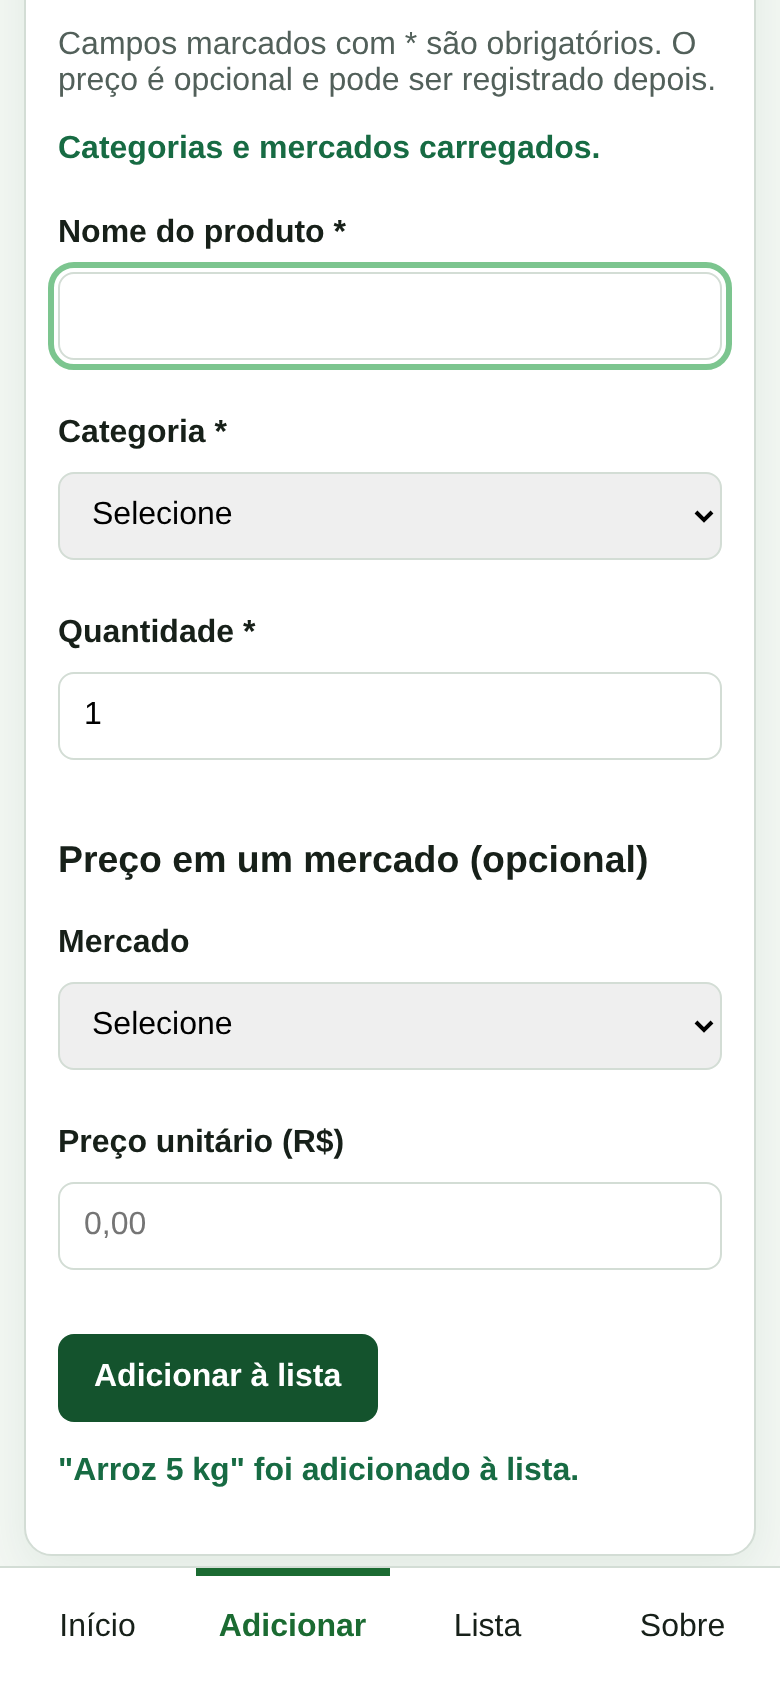 Campos marcados com * são obrigatórios. O
preço é opcional e pode ser registrado depois.
Categorias e mercados carregados.
Nome do produto *
Categoria *
Selecione
Quantidade *
1
Preço em um mercado (opcional)
Mercado
Selecione
Preço unitário (R$)
0,00
Adicionar à lista
"Arroz 5 kg" foi adicionado à lista.
Início Adicionar Lista Sobre